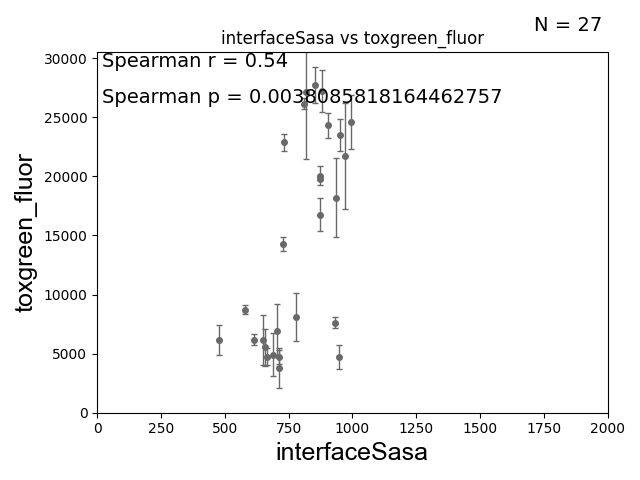 N = 27
interfaceSasa vs toxgreen_fluor
Spearman r = 0.54
Spearman p = 0.0038085818164462757
30000
25000
20000
15000
10000
5000
0
toxgreen_fluor
0 250 500 750 1000 1250 1500 1750 2000
interfaceSasa